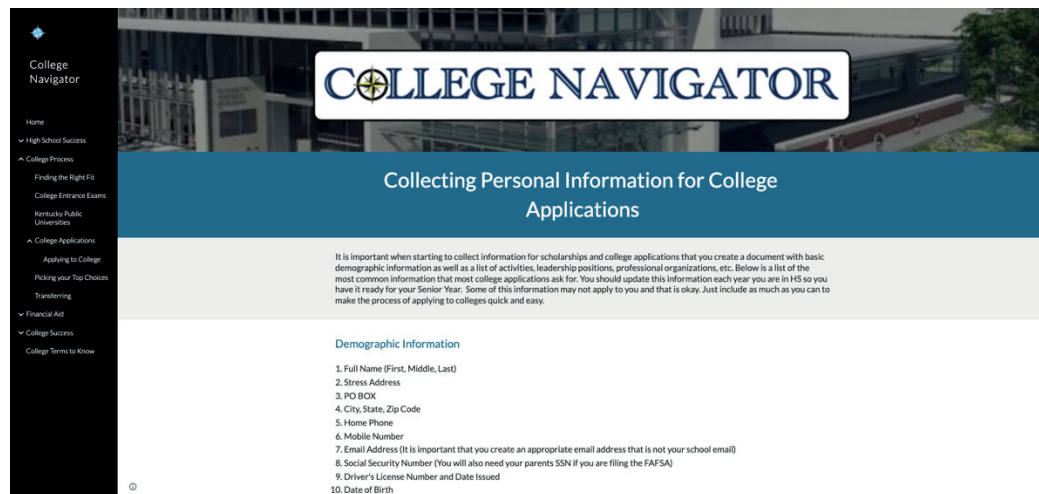 College
Navigator
Home
High School Success
College Process
Finding the Right Fit
College Entrance Exams
Kentucky Public
Universities
College Applications
Applying to College
Picking your Top Choices
Transferring
Financial Aid
College Success
College Terms to Know
COLLEGE NAVIGATOR
Collecting Personal Information for College
Applications
It is important when starting to collect information for scholarships and college applications that you create a document with basic
demographic information as well as a list of activities, leadership positions, professional organizations, etc. Below is a list of the
most common information that most college applications ask for. You should update this information each year you are in HS so you
have it ready for your Senior Year. Some of this information may not apply to you and that is okay. Just include as much as you can to
make the process of applying to colleges quick and easy.
Demographic Information
1. Full Name (First, Middle, Last)
2. Stress Address
3. PO BOX
4. City, State, Zip Code
5. Home Phone
6. Mobile Number
7. Email Address (It is important that you create an appropriate email address that is not your school email)
8. Social Security Number (You will also need your parents SSN if you are filing the FAFSA)
9. Driver's License Number and Date Issued
10. Date of Birth